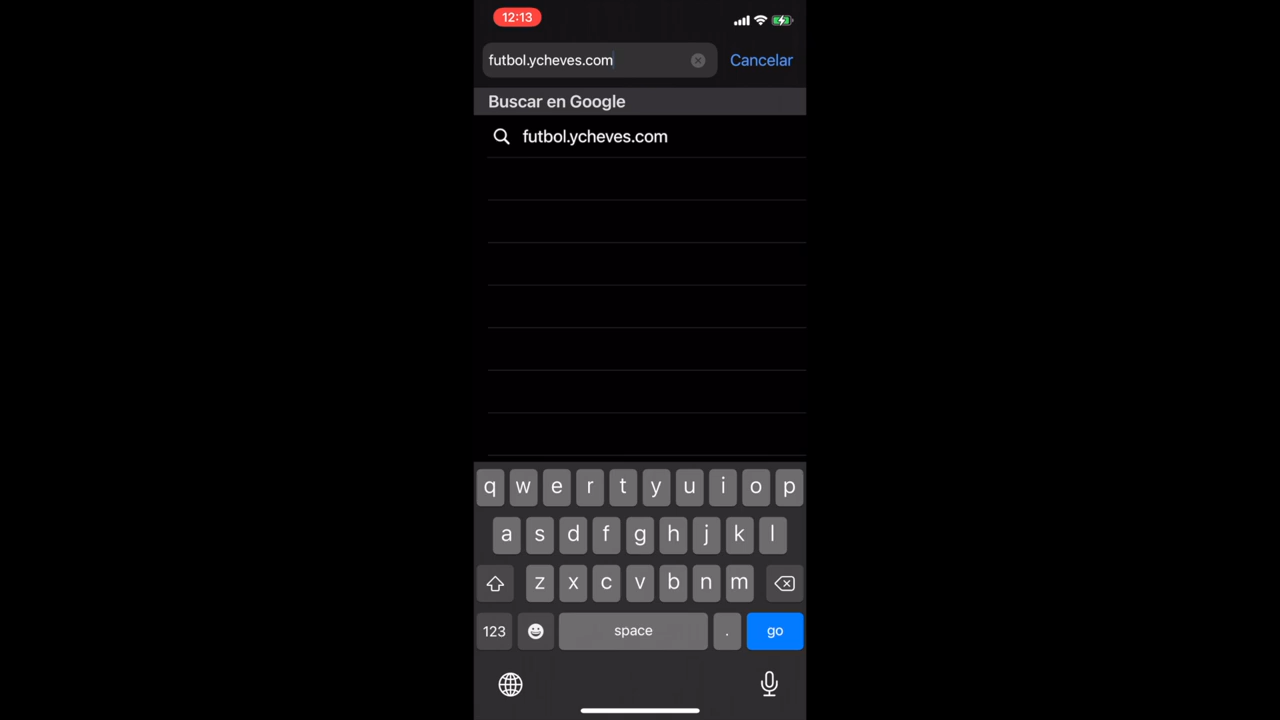 12:13
futbol.ycheves.com
Cancelar
Buscar en Google
futbol.ycheves.com
q w e r t y u i o p
a s d f g h j k l
z x c v b n m
123 space . go